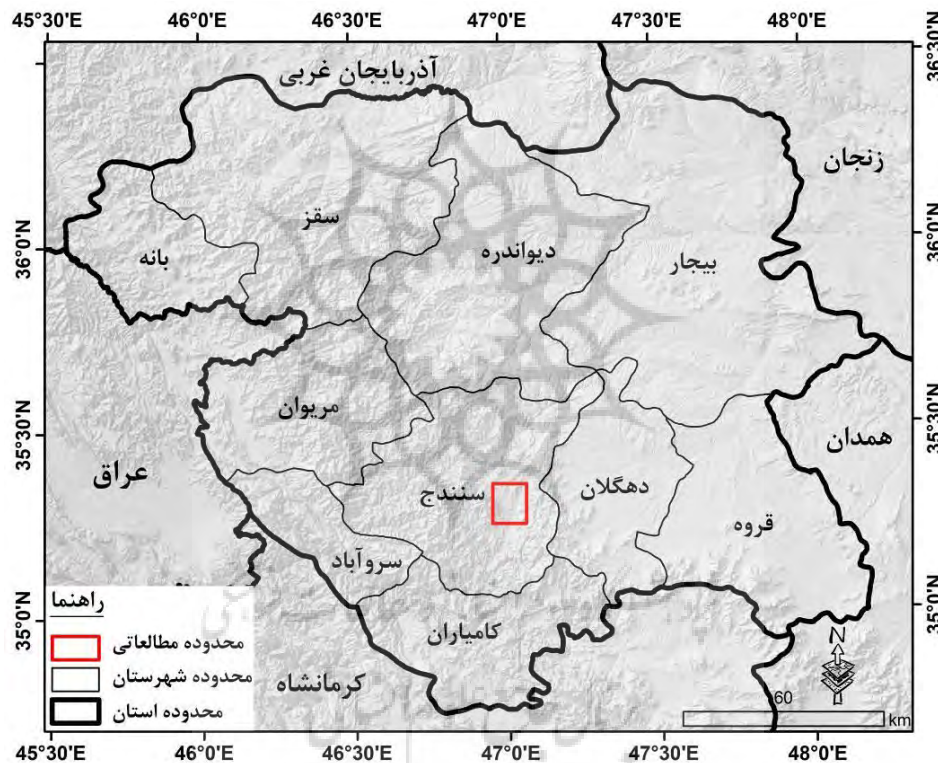 45°30'E 46°0'E 46°30'E 47°0'E 47°30'E 48°0'E
36°30'N
36°0'N
35°30'N
35°0'N
36°0'N
35°30'N
35°0'N
آذربایجان غربی
زنجان
سقز
دیواندره
بانه
بیجار
مریوان
همدان
عراق
سنندج
دهگلان
قروه
سروآباد
کامیاران
کرمانشاه
راهنما
محدوده مطالعاتی
محدوده شهرستان
محدوده استان
N
60
km
45°30'E 46°0'E 46°30'E 47°0'E 47°30'E 48°0'E